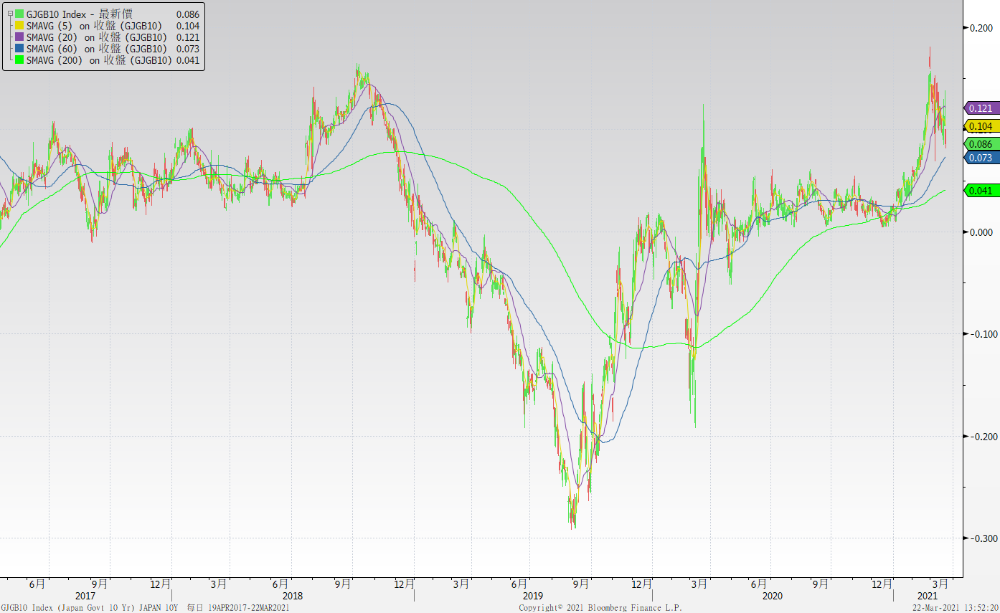 GJGB10 Index - 最新價 0.086
SMAVG (5) on 收盤 (GJGB10) 0.104
SMAVG (20) on 收盤 (GJGB10) 0.121
SMAVG (60) on 收盤 (GJGB10) 0.073
SMAVG (200) on 收盤 (GJGB10) 0.041
0.200
0.121
0.104
0.086
0.073
0.041
0.000
-0.100
-0.200
-0.300
6月 9月 12月 3月 6月 9月 12月 3月 6月 9月 12月 3月 6月 9月 12月 3月
2017 2018 2019 2020 2021
GJGB10 Index (Japan Govt 10 Yr) JAPAN 10Y 每日 19APR2017-22MAR2021 Copyright© 2021 Bloomberg Finance L.P. 22-Mar-2021 13:52:20